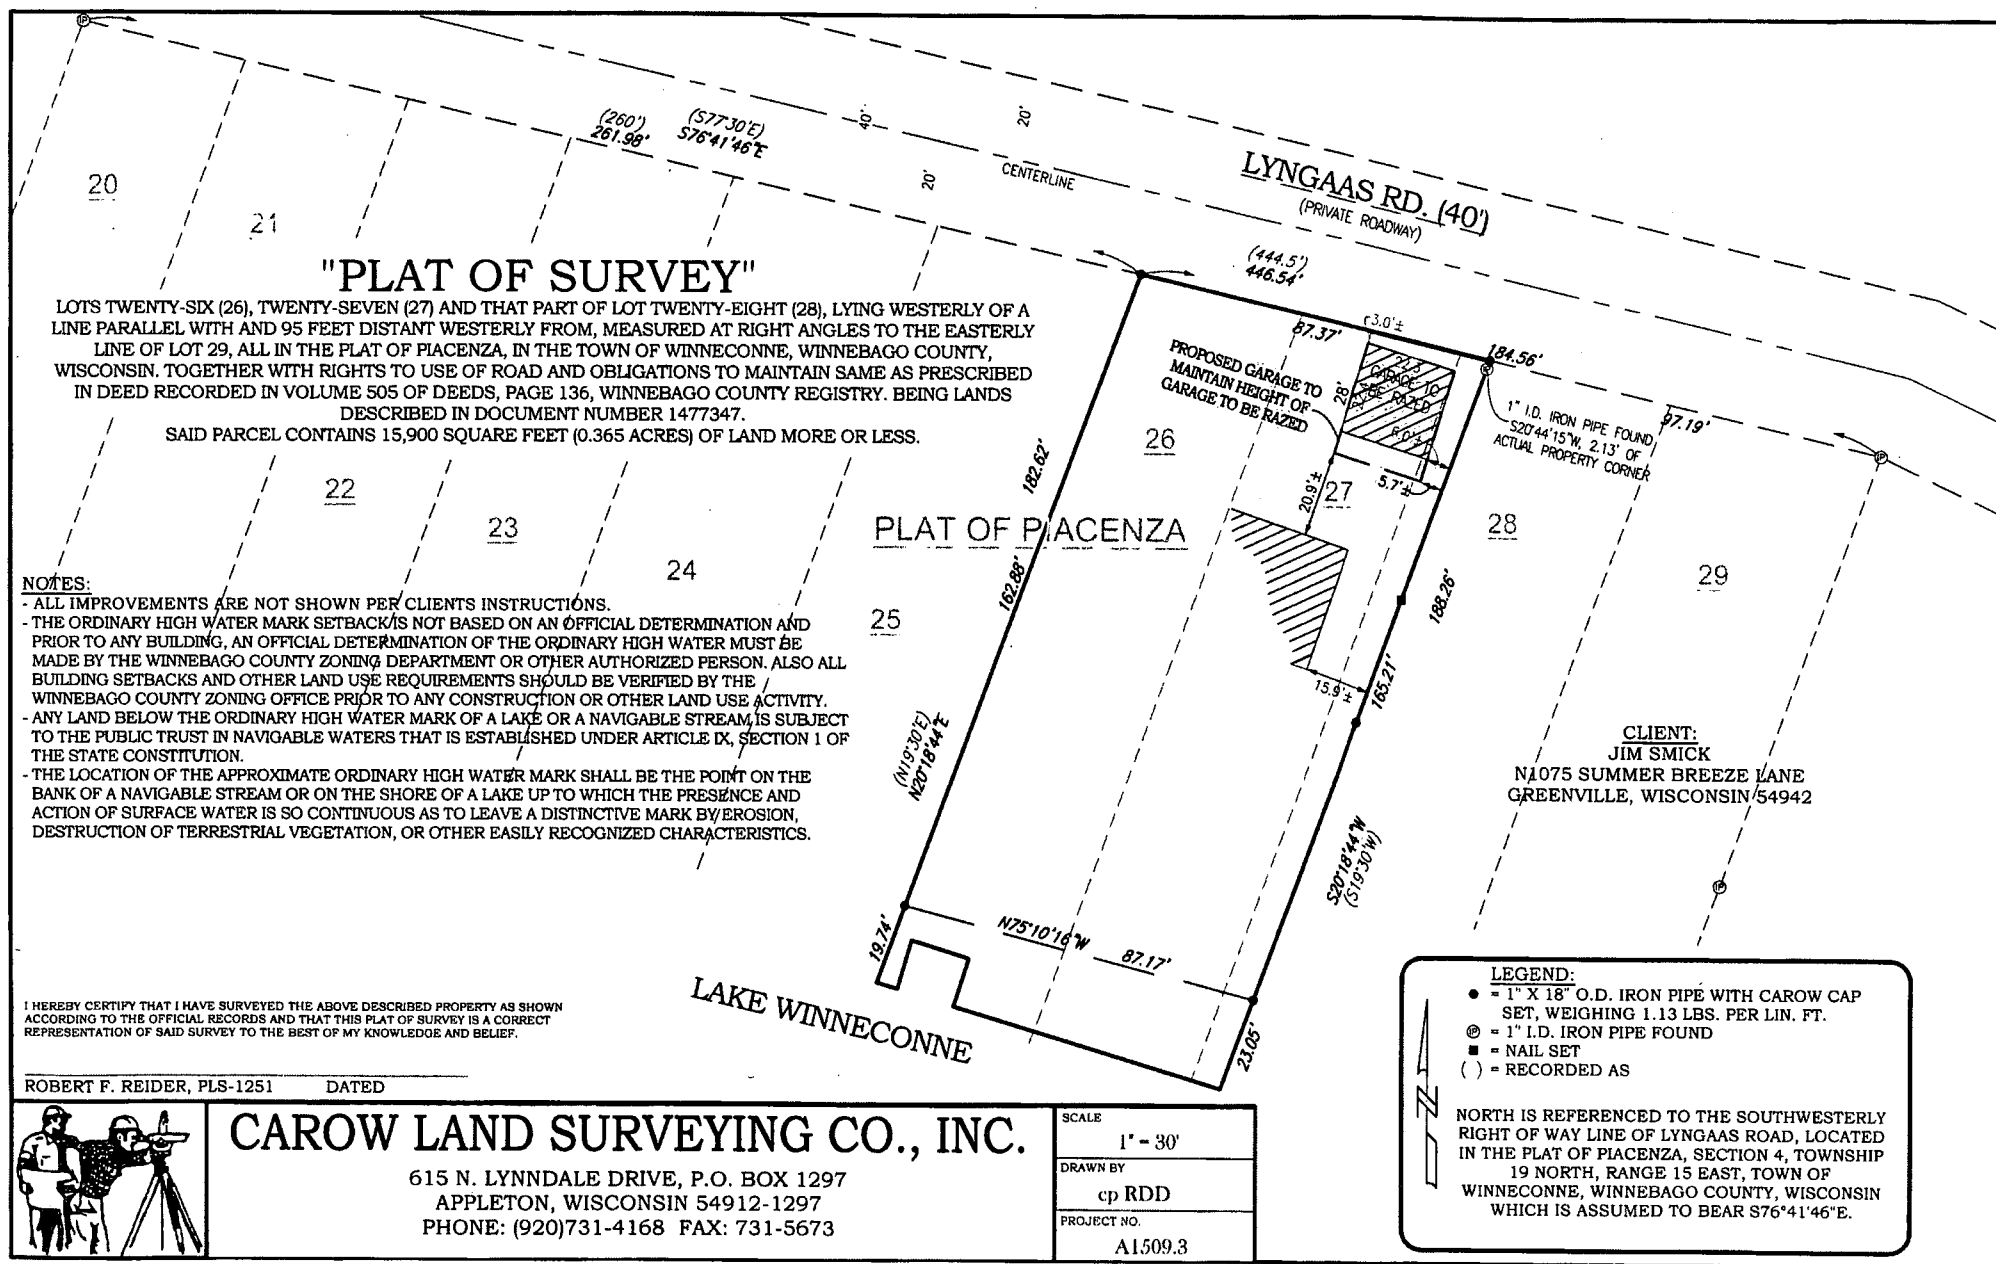 IP
(260')
261.98'
(S77°30'E)
S76°41'46"E
40'
20'
20'
CENTERLINE
LYNGAAS RD. (40')
(PRIVATE ROADWAY)
(444.5')
446.54'
20
21
"PLAT OF SURVEY"
LOTS TWENTY-SIX (26), TWENTY-SEVEN (27) AND THAT PART OF LOT TWENTY-EIGHT (28), LYING WESTERLY OF A
LINE PARALLEL WITH AND 95 FEET DISTANT WESTERLY FROM, MEASURED AT RIGHT ANGLES TO THE EASTERLY
LINE OF LOT 29, ALL IN THE PLAT OF PIACENZA, IN THE TOWN OF WINNECONNE, WINNEBAGO COUNTY,
WISCONSIN. TOGETHER WITH RIGHTS TO USE OF ROAD AND OBLIGATIONS TO MAINTAIN SAME AS PRESCRIBED
IN DEED RECORDED IN VOLUME 505 OF DEEDS, PAGE 136, WINNEBAGO COUNTY REGISTRY. BEING LANDS
DESCRIBED IN DOCUMENT NUMBER 1477347.
SAID PARCEL CONTAINS 15,900 SQUARE FEET (0.365 ACRES) OF LAND MORE OR LESS.
87.37'
3.0'±
184.56'
PROPOSED GARAGE TO
MAINTAIN HEIGHT OF
GARAGE TO BE RAZED
28'
22.3
GARAGE TO
BE RAZED
6.0'±
5.7'±
20.9'±
1" I.D. IRON PIPE FOUND
S20°44'15"W, 2.13' OF
ACTUAL PROPERTY CORNER
97.19'
IP
22
23
24
25
26
27
28
29
182.62'
162.88'
PLAT OF PIACENZA
188.26'
165.21'
15.9'±
(N19°30'E)
N20°18'44"E
S20°18'44"W
(S19°30'W)
NOTES:
- ALL IMPROVEMENTS ARE NOT SHOWN PER CLIENTS INSTRUCTIONS.
- THE ORDINARY HIGH WATER MARK SETBACK IS NOT BASED ON AN OFFICIAL DETERMINATION AND
PRIOR TO ANY BUILDING, AN OFFICIAL DETERMINATION OF THE ORDINARY HIGH WATER MUST BE
MADE BY THE WINNEBAGO COUNTY ZONING DEPARTMENT OR OTHER AUTHORIZED PERSON. ALSO ALL
BUILDING SETBACKS AND OTHER LAND USE REQUIREMENTS SHOULD BE VERIFIED BY THE
WINNEBAGO COUNTY ZONING OFFICE PRIOR TO ANY CONSTRUCTION OR OTHER LAND USE ACTIVITY.
- ANY LAND BELOW THE ORDINARY HIGH WATER MARK OF A LAKE OR A NAVIGABLE STREAM IS SUBJECT
TO THE PUBLIC TRUST IN NAVIGABLE WATERS THAT IS ESTABLISHED UNDER ARTICLE IX, SECTION 1 OF
THE STATE CONSTITUTION.
- THE LOCATION OF THE APPROXIMATE ORDINARY HIGH WATER MARK SHALL BE THE POINT ON THE
BANK OF A NAVIGABLE STREAM OR ON THE SHORE OF A LAKE UP TO WHICH THE PRESENCE AND
ACTION OF SURFACE WATER IS SO CONTINUOUS AS TO LEAVE A DISTINCTIVE MARK BY EROSION,
DESTRUCTION OF TERRESTRIAL VEGETATION, OR OTHER EASILY RECOGNIZED CHARACTERISTICS.
CLIENT:
JIM SMICK
N1075 SUMMER BREEZE LANE
GREENVILLE, WISCONSIN 54942
IP
19.74'
N75°10'16"W
87.17'
23.05'
LAKE WINNECONNE
I HEREBY CERTIFY THAT I HAVE SURVEYED THE ABOVE DESCRIBED PROPERTY AS SHOWN
ACCORDING TO THE OFFICIAL RECORDS AND THAT THIS PLAT OF SURVEY IS A CORRECT
REPRESENTATION OF SAID SURVEY TO THE BEST OF MY KNOWLEDGE AND BELIEF.
ROBERT F. REIDER, PLS-1251 DATED
CAROW LAND SURVEYING CO., INC.
615 N. LYNNDALE DRIVE, P.O. BOX 1297
APPLETON, WISCONSIN 54912-1297
PHONE: (920)731-4168 FAX: 731-5673
SCALE
1" = 30'
DRAWN BY
cp RDD
PROJECT NO.
A1509.3
LEGEND:
● = 1" X 18" O.D. IRON PIPE WITH CAROW CAP
SET, WEIGHING 1.13 LBS. PER LIN. FT.
IP = 1" I.D. IRON PIPE FOUND
■ = NAIL SET
( ) = RECORDED AS
N
NORTH IS REFERENCED TO THE SOUTHWESTERLY
RIGHT OF WAY LINE OF LYNGAAS ROAD, LOCATED
IN THE PLAT OF PIACENZA, SECTION 4, TOWNSHIP
19 NORTH, RANGE 15 EAST, TOWN OF
WINNECONNE, WINNEBAGO COUNTY, WISCONSIN
WHICH IS ASSUMED TO BEAR S76°41'46"E.